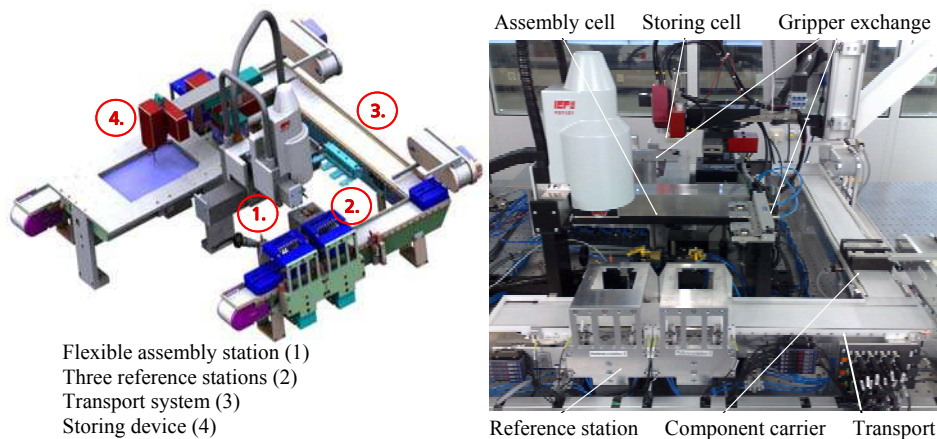 Assembly cell Storing cell Gripper exchange
4.
3.
1.
2.
Flexible assembly station (1)
Three reference stations (2)
Transport system (3)
Storing device (4)
Reference station Component carrier Transport